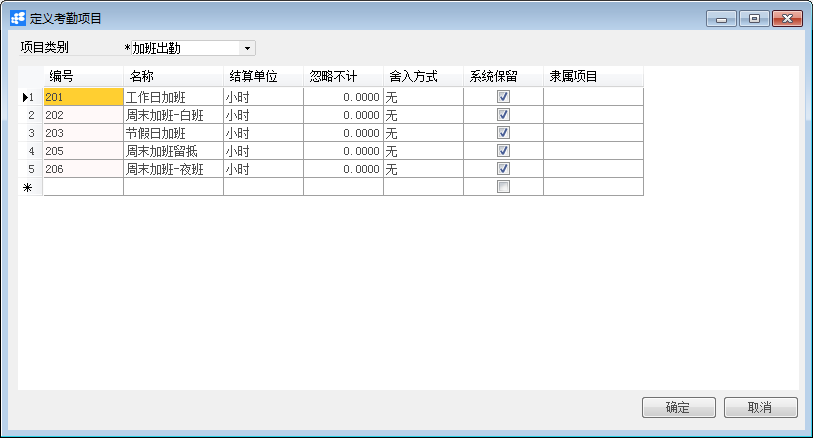 定义考勤项目
项目类别 *加班出勤
编号 名称 结算单位 忽略不计 舍入方式 系统保留 隶属项目
1 201 工作日加班 小时 0.0000 无
2 202 周末加班-白班 小时 0.0000 无
3 203 节假日加班 小时 0.0000 无
4 205 周末加班留抵 小时 0.0000 无
5 206 周末加班-夜班 小时 0.0000 无
*
确定 取消